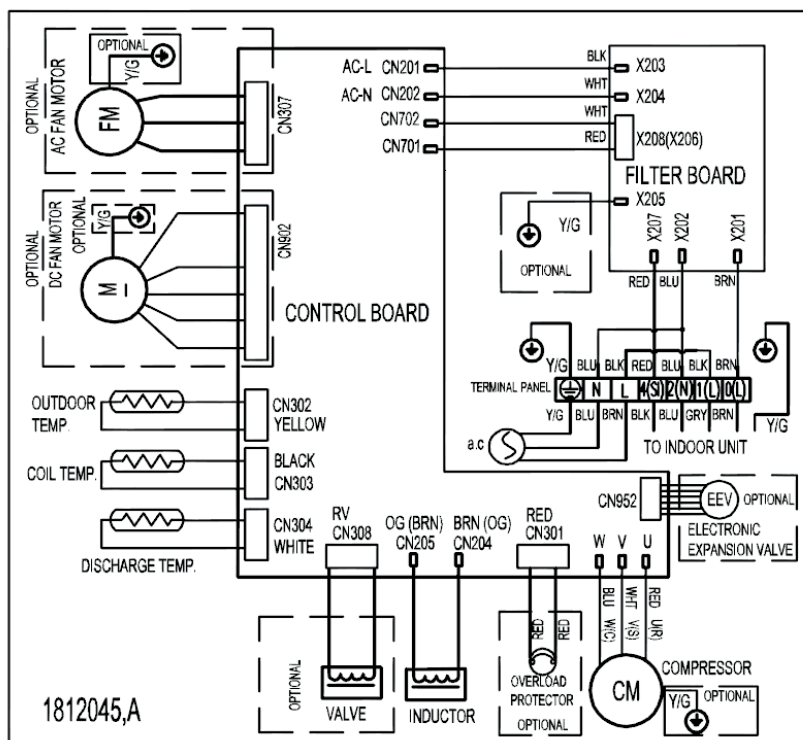 OPTIONAL
Y/G
OPTIONAL
AC FAN MOTOR
FM
CN307
AC-L CN201
AC-N CN202
CN702
CN701
BLK
WHT
WHT
RED
X203
X204
X208(X206)
FILTER BOARD
X205
X207
X202
X201
Y/G
OPTIONAL
OPTIONAL
DC FAN MOTOR
OPTIONAL
Y/G
M
CN902
CONTROL BOARD
RED BLU BRN
Y/G BLU BLK RED BLU BLK BRN
TERMINAL PANEL N L 4(SI) 2(N) 1(L) 0(L)
Y/G BLU BRN BLK BLU GRY BRN
Y/G
a.c
TO INDOOR UNIT
OUTDOOR
TEMP.
CN302
YELLOW
COIL TEMP.
BLACK
CN303
CN304
WHITE
DISCHARGE TEMP.
RV
CN308
OG (BRN)
CN205
BRN (OG)
CN204
RED
CN301
CN952
EEV
OPTIONAL
ELECTRONIC
EXPANSION VALVE
W V U
BLU WHT RED
W(C) V(S) U(R)
OPTIONAL
VALVE
INDUCTOR
RED RED
OVERLOAD
PROTECTOR
OPTIONAL
CM
COMPRESSOR
Y/G
OPTIONAL
1812045,A